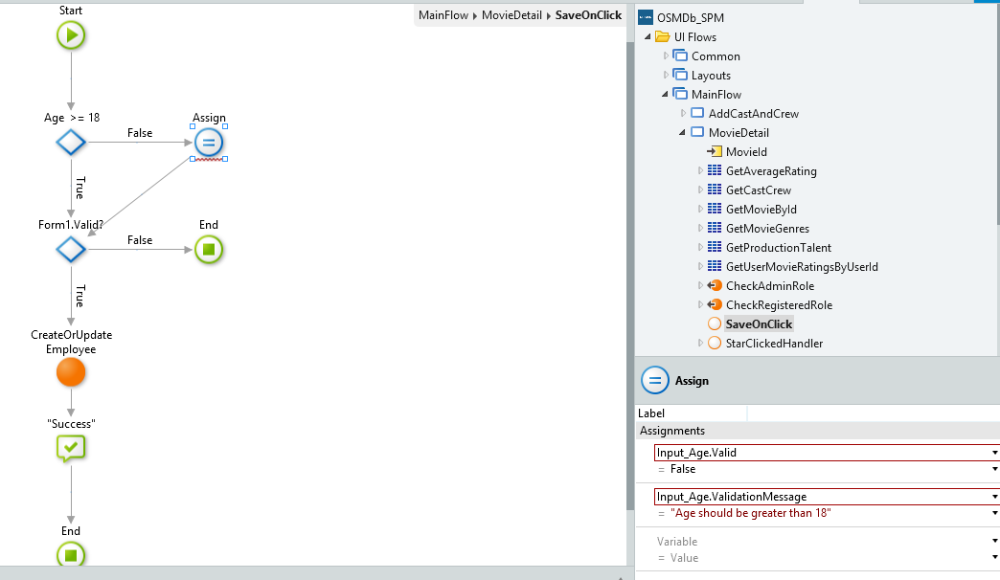 Start
Age >= 18
False
Assign
True
Form1.Valid?
False
End
True
CreateOrUpdate
Employee
"Success"
End
MainFlow MovieDetail SaveOnClick
OSMDb_SPM
UI Flows
Common
Layouts
MainFlow
AddCastAndCrew
MovieDetail
MovieId
GetAverageRating
GetCastCrew
GetMovieById
GetMovieGenres
GetProductionTalent
GetUserMovieRatingsByUserId
CheckAdminRole
CheckRegisteredRole
SaveOnClick
StarClickedHandler
Assign
Label
Assignments
Input_Age.Valid
= False
Input_Age.ValidationMessage
= "Age should be greater than 18"
Variable
= Value